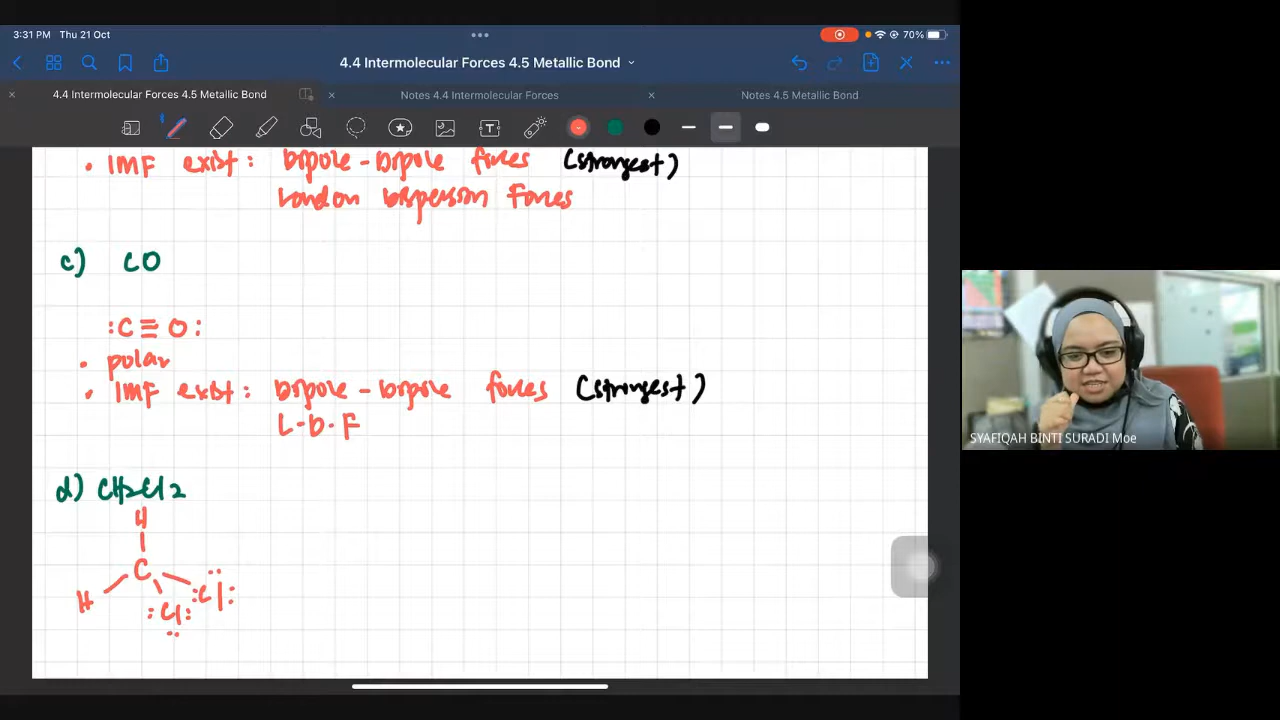 3:31 PM Thu 21 Oct
70%
4.4 Intermolecular Forces 4.5 Metallic Bond
4.4 Intermolecular Forces 4.5 Metallic Bond
Notes 4.4 Intermolecular Forces
Notes 4.5 Metallic Bond
• IMF exist : Dipole - Dipole forces (strongest)
London Dispersion Forces
c) CO
:C≡O:
• polar
• IMF exist : Dipole - Dipole forces (strongest)
L.D.F
d) CH2Cl2
H
C
H :Cl: :Cl:
SYAFIQAH BINTI SURADI Moe